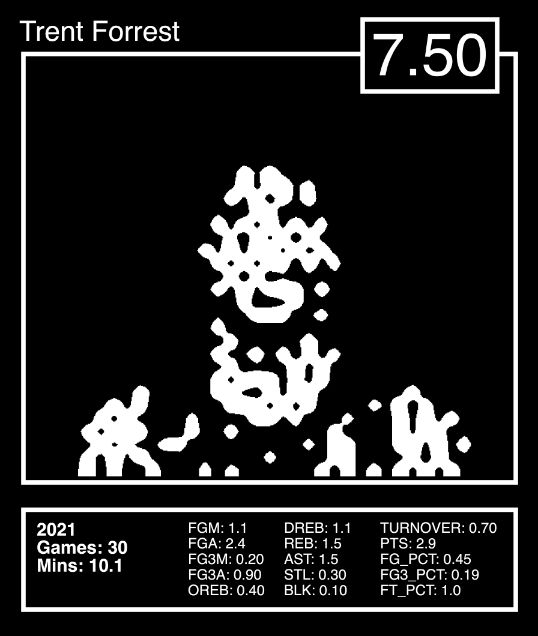 Trent Forrest
7.50
2021
Games: 30
Mins: 10.1
FGM: 1.1
FGA: 2.4
FG3M: 0.20
FG3A: 0.90
OREB: 0.40
DREB: 1.1
REB: 1.5
AST: 1.5
STL: 0.30
BLK: 0.10
TURNOVER: 0.70
PTS: 2.9
FG_PCT: 0.45
FG3_PCT: 0.19
FT_PCT: 1.0